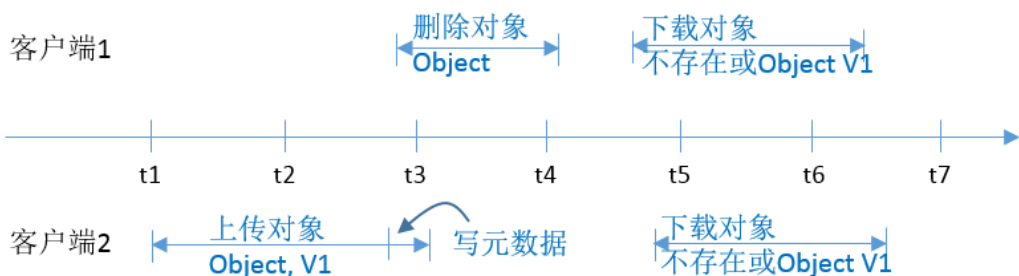 客户端1
删除对象
Object
下载对象
不存在或Object V1
t1 t2 t3 t4 t5 t6 t7
客户端2
上传对象
Object, V1
写元数据
下载对象
不存在或Object V1